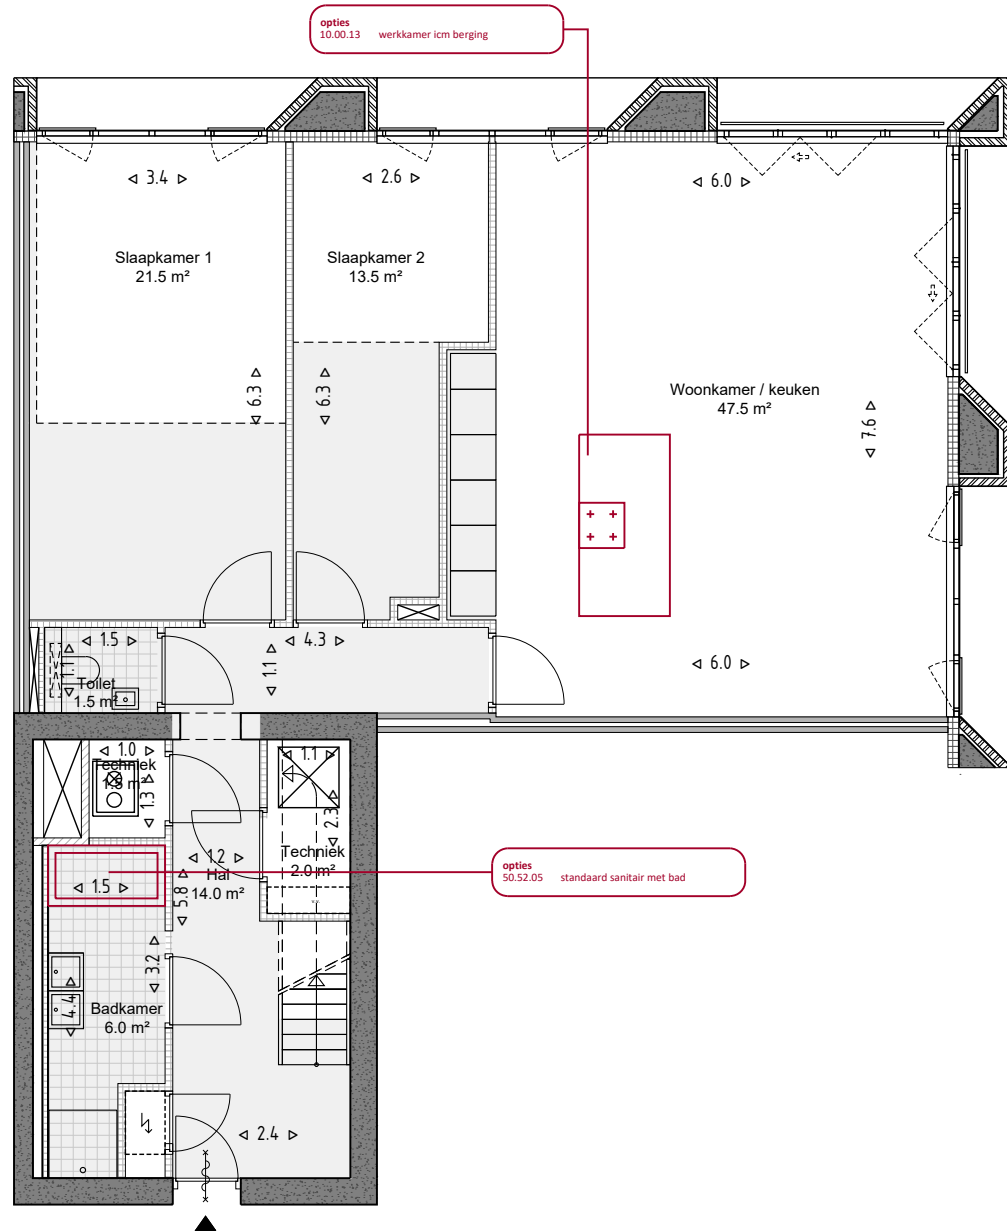 opties
10.00.13 werkkamer icm berging
3.4
2.6
6.0
Slaapkamer 1
21.5 m²
Slaapkamer 2
13.5 m²
6.3
6.3
Woonkamer / keuken
47.5 m²
7.6
1.5
4.3
1.1
1.1
6.0
Toilet
1.5 m²
1.0
1.1
Techniek
1.3
2.3
1.2
Techniek
2.0 m²
Hal
14.0 m²
opties
50.52.05 standaard sanitair met bad
1.5
5.8
3.2
4.4
Badkamer
6.0 m²
2.4